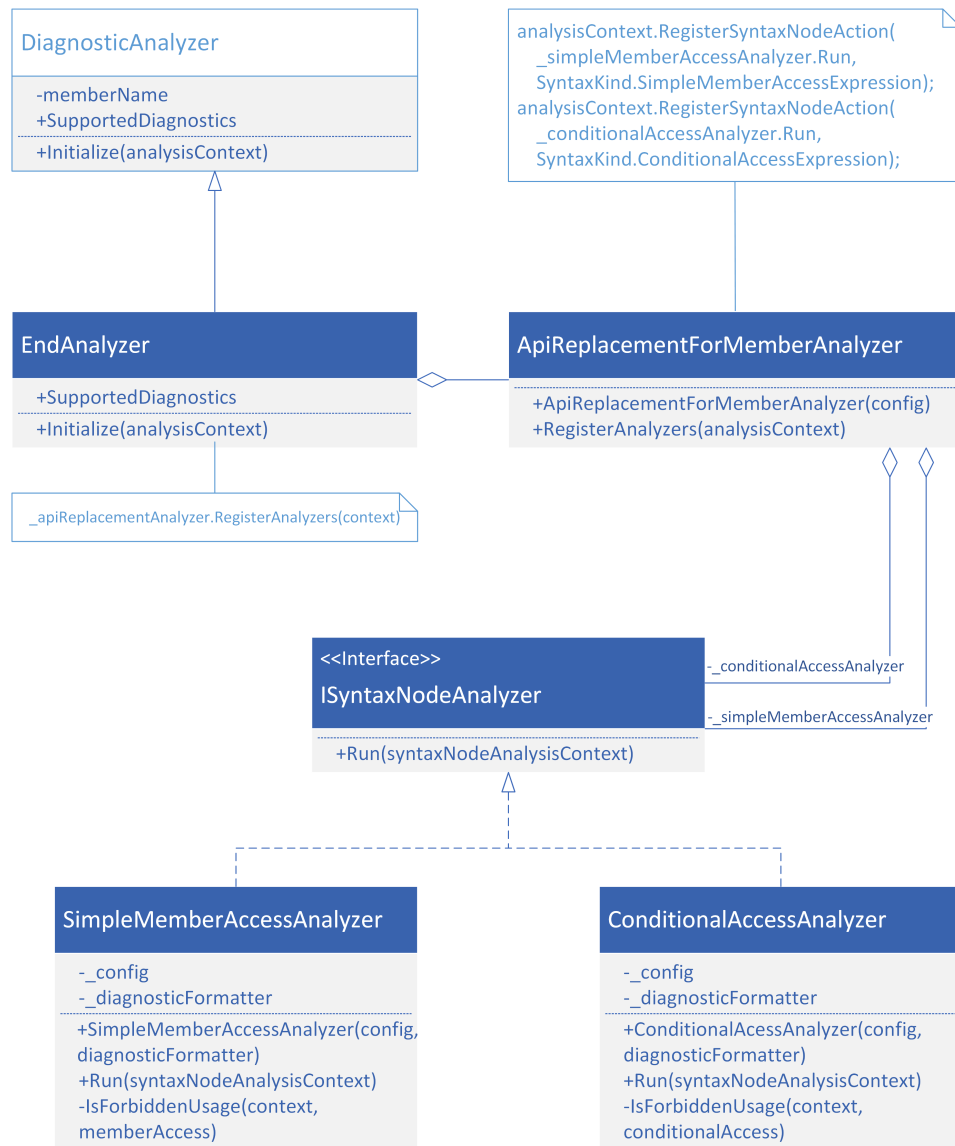 DiagnosticAnalyzer
-memberName
+SupportedDiagnostics
+Initialize(analysisContext)
analysisContext.RegisterSyntaxNodeAction(
_simpleMemberAccessAnalyzer.Run,
SyntaxKind.SimpleMemberAccessExpression);
analysisContext.RegisterSyntaxNodeAction(
_conditionalAccessAnalyzer.Run,
SyntaxKind.ConditionalAccessExpression);
EndAnalyzer
+SupportedDiagnostics
+Initialize(analysisContext)
ApiReplacementForMemberAnalyzer
+ApiReplacementForMemberAnalyzer(config)
+RegisterAnalyzers(analysisContext)
_apiReplacementAnalyzer.RegisterAnalyzers(context)
<<Interface>>
ISyntaxNodeAnalyzer
+Run(syntaxNodeAnalysisContext)
-_conditionalAccessAnalyzer
-_simpleMemberAccessAnalyzer
SimpleMemberAccessAnalyzer
-_config
-_diagnosticFormatter
+SimpleMemberAccessAnalyzer(config,
diagnosticFormatter)
+Run(syntaxNodeAnalysisContext)
-IsForbiddenUsage(context,
memberAccess)
ConditionalAccessAnalyzer
-_config
-_diagnosticFormatter
+ConditionalAcessAnalyzer(config,
diagnosticFormatter)
+Run(syntaxNodeAnalysisContext)
-IsForbiddenUsage(context,
conditionalAccess)